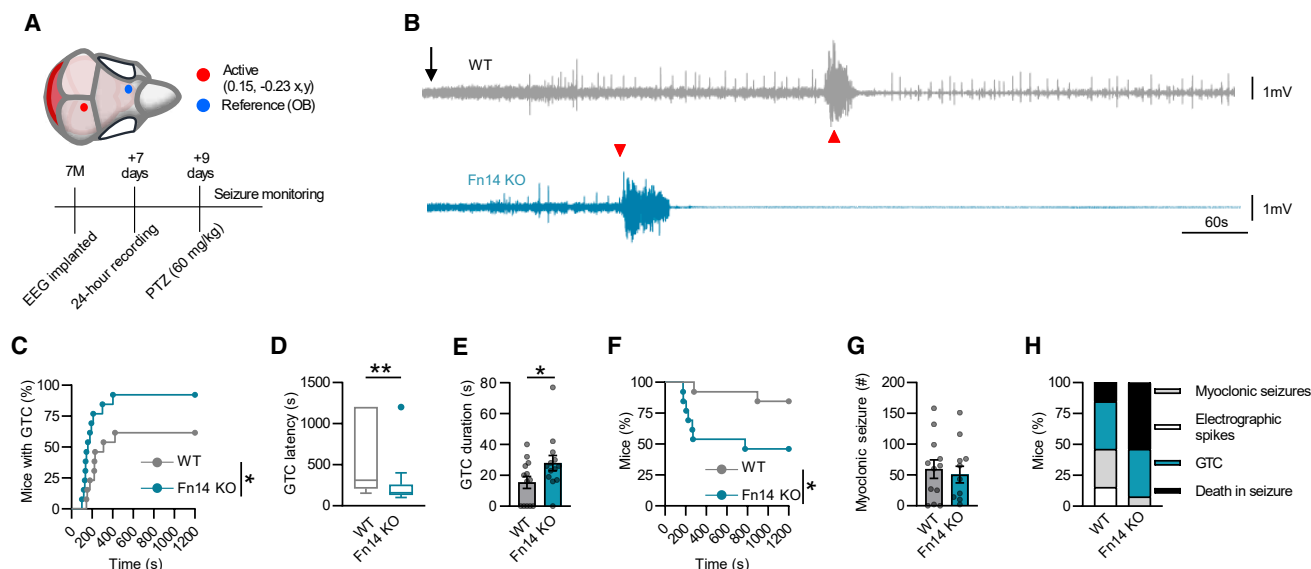 A
Active
(0.15, -0.23 x,y)
Reference (OB)
7M
+7
days
+9
days
Seizure monitoring
EEG implanted
24-hour recording
PTZ (60 mg/kg)
B
WT
1mV
Fn14 KO
1mV
60s
C
Mice with GTC (%)
100
75
50
25
0
WT
Fn14 KO
*
0
200
400
600
800
1000
1200
Time (s)
D
**
GTC latency (s)
1500
1000
500
0
WT
Fn14 KO
E
*
GTC duration (s)
80
60
40
20
0
WT
Fn14 KO
F
Mice (%)
100
75
50
25
0
WT
Fn14 KO
*
0
200
400
600
800
1000
1200
Time (s)
G
Myoclonic seizure (#)
200
150
100
50
0
WT
Fn14 KO
H
Mice (%)
100
75
50
25
0
WT
Fn14 KO
Myoclonic seizures
Electrographic
spikes
GTC
Death in seizure